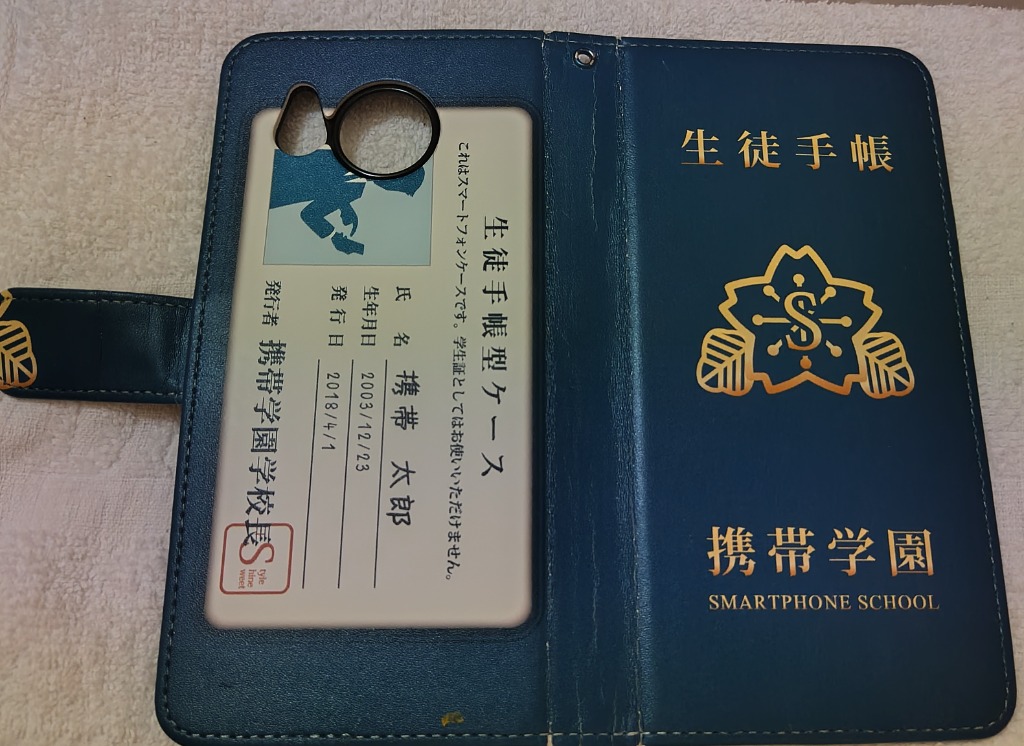 生徒手帳
S
携帯学園
SMARTPHONE SCHOOL
生徒手帳型ケース
これはスマートフォンケースです。学生証としてはお使いいただけません。
氏 名 携帯 太郎
生年月日 2003/12/23
発行日 2018/4/1
発行者 携帯学園学校長
Style
Shine
Sweet